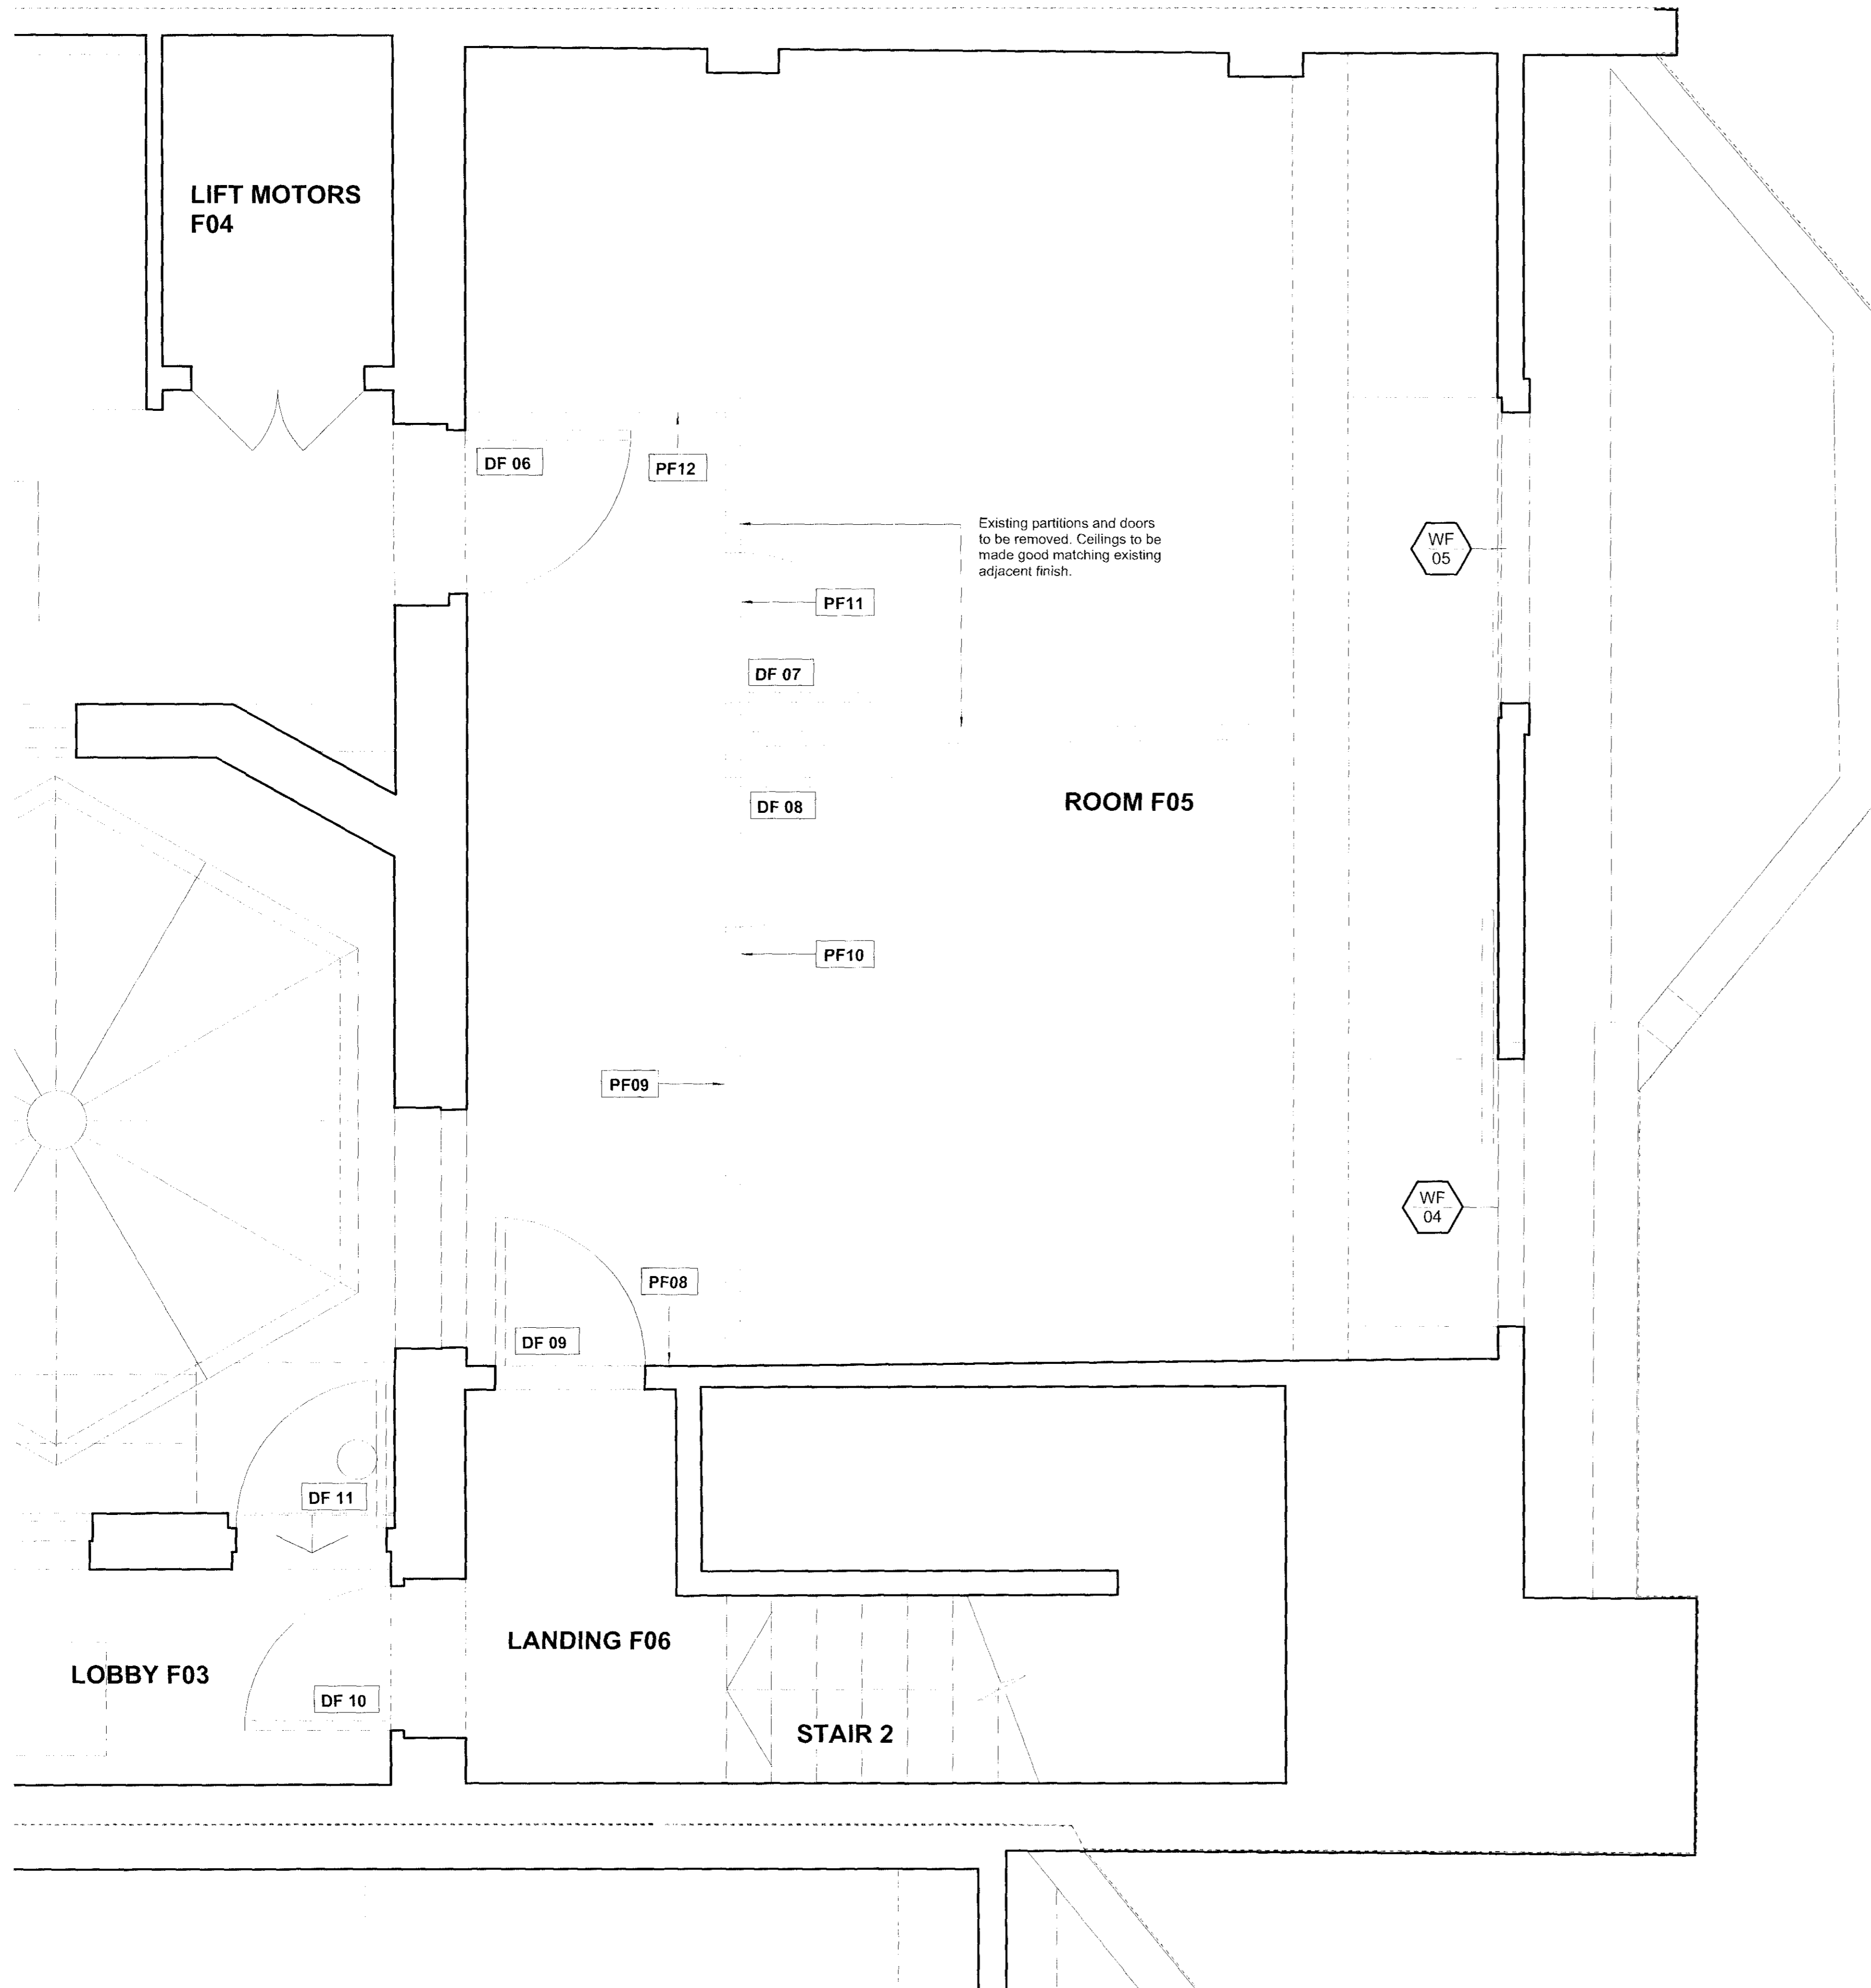 LIFT MOTORS
F04
DF 06
PF12
Existing partitions and doors
to be removed. Ceilings to be
made good matching existing
adjacent finish.
WF
05
PF11
DF 07
ROOM F05
DF 08
PF10
PF09
WF
04
PF08
DF 09
DF 11
LANDING F06
LOBBY F03
DF 10
STAIR 2